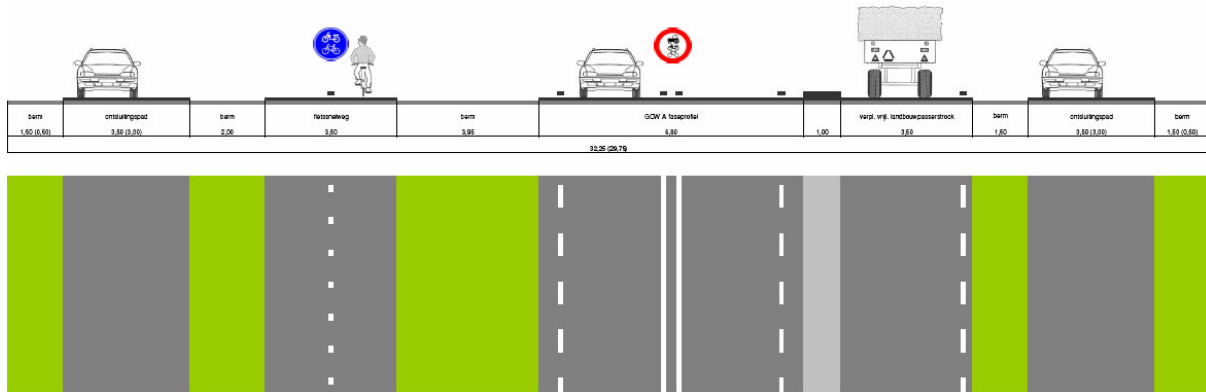 berm ontsluitingspad berm fietssnelweg berm GOW A faseprofiel verpl. vrijl. landbouwpasserstrook berm ontsluitingspad berm
1,50 (0,50) 3,50 (3,00) 2,00 3,50 3,95 6,80 1,00 3,50 1,50 3,50 (3,00) 1,50 (0,50)
32,25 (29,75)